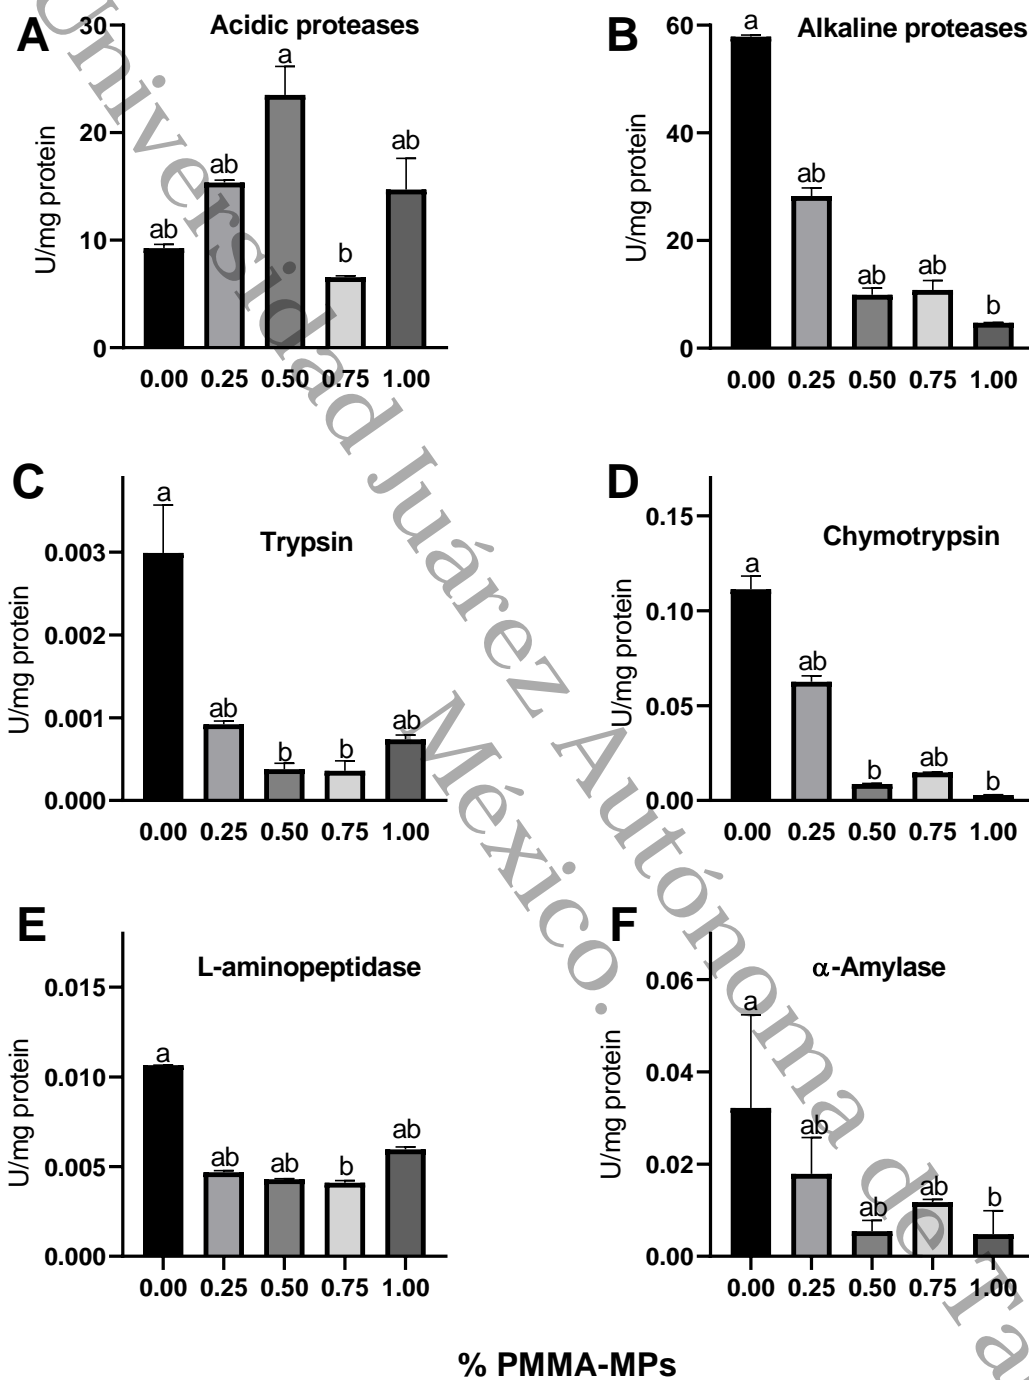 A
Acidic proteases
U/mg protein
30
20
10
0
ab
ab
a
b
ab
0.00 0.25 0.50 0.75 1.00
B
Alkaline proteases
U/mg protein
60
40
20
0
a
ab
ab
ab
b
0.00 0.25 0.50 0.75 1.00
C
Trypsin
U/mg protein
0.003
0.002
0.001
0.000
a
ab
b
b
ab
0.00 0.25 0.50 0.75 1.00
D
Chymotrypsin
U/mg protein
0.15
0.10
0.05
0.00
a
ab
b
ab
b
0.00 0.25 0.50 0.75 1.00
E
L-aminopeptidase
U/mg protein
0.015
0.010
0.005
0.000
a
ab
ab
b
ab
0.00 0.25 0.50 0.75 1.00
F
α-Amylase
U/mg protein
0.06
0.04
0.02
0.00
a
ab
ab
ab
b
0.00 0.25 0.50 0.75 1.00
% PMMA-MPs
Universidad Juárez Autónoma de
México.